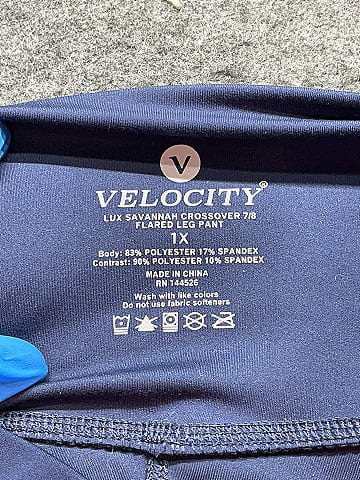 V
VELOCITY®
LUX SAVANNAH CROSSOVER 7/8
FLARED LEG PANT
1X
Body: 83% POLYESTER 17% SPANDEX
Contrast: 90% POLYESTER 10% SPANDEX
MADE IN CHINA
RN 144526
Wash with like colors
Do not use fabric softeners